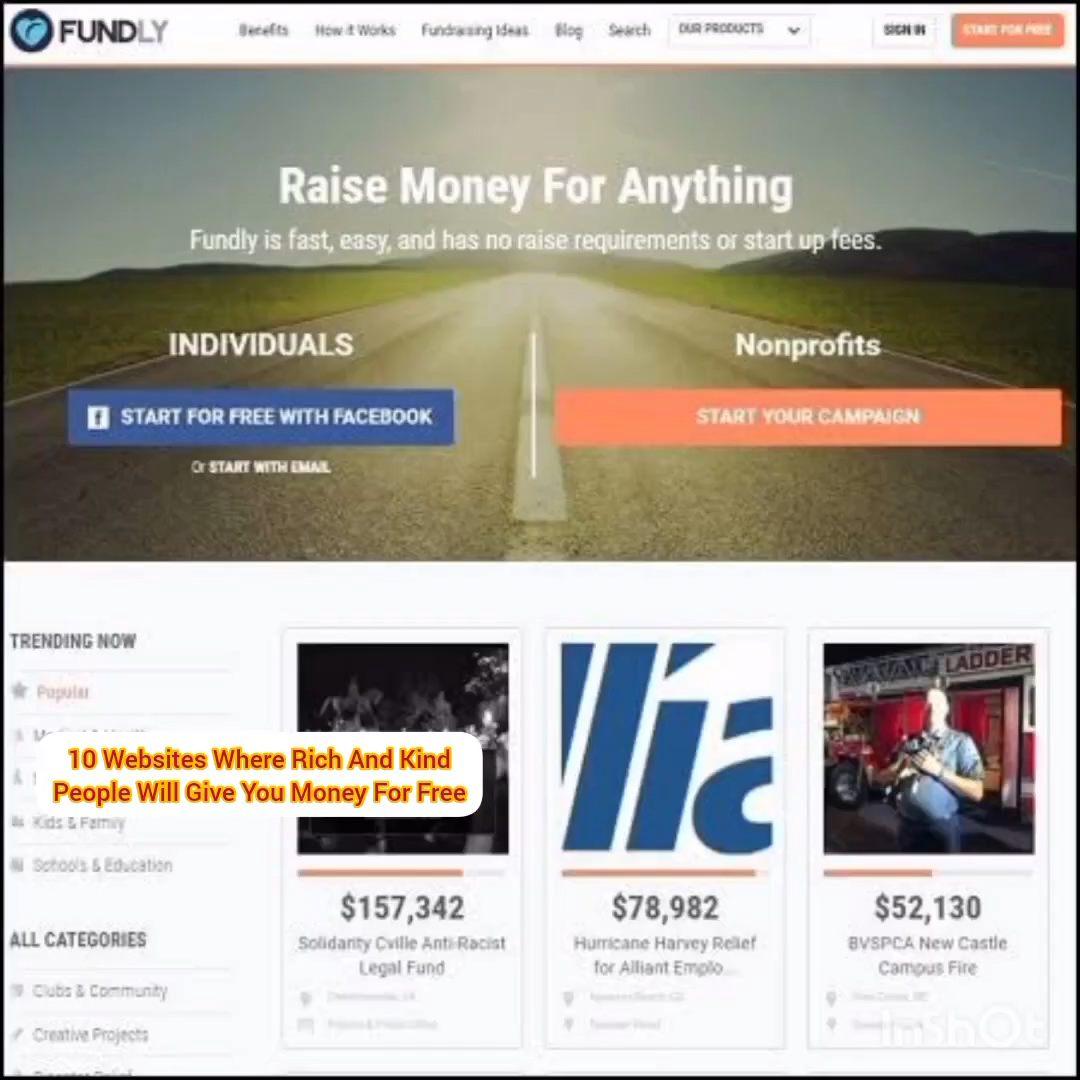 FUNDLY
Benefits How it Works Fundraising Ideas Blog Search OUR PRODUCTS SIGN IN START FOR FREE
Raise Money For Anything
Fundly is fast, easy, and has no raise requirements or start up fees.
INDIVIDUALS
Nonprofits
START FOR FREE WITH FACEBOOK
START YOUR CAMPAIGN
Or START WITH EMAIL
TRENDING NOW
Popular
10 Websites Where Rich And Kind
People Will Give You Money For Free
Kids & Family
Schools & Education
ALL CATEGORIES
Clubs & Community
Creative Projects
LADDER
$157,342
Solidarity Cville Anti-Racist
Legal Fund
$78,982
Hurricane Harvey Relief
for Alliant Emplo...
$52,130
BVSPCA New Castle
Campus Fire
InShOt